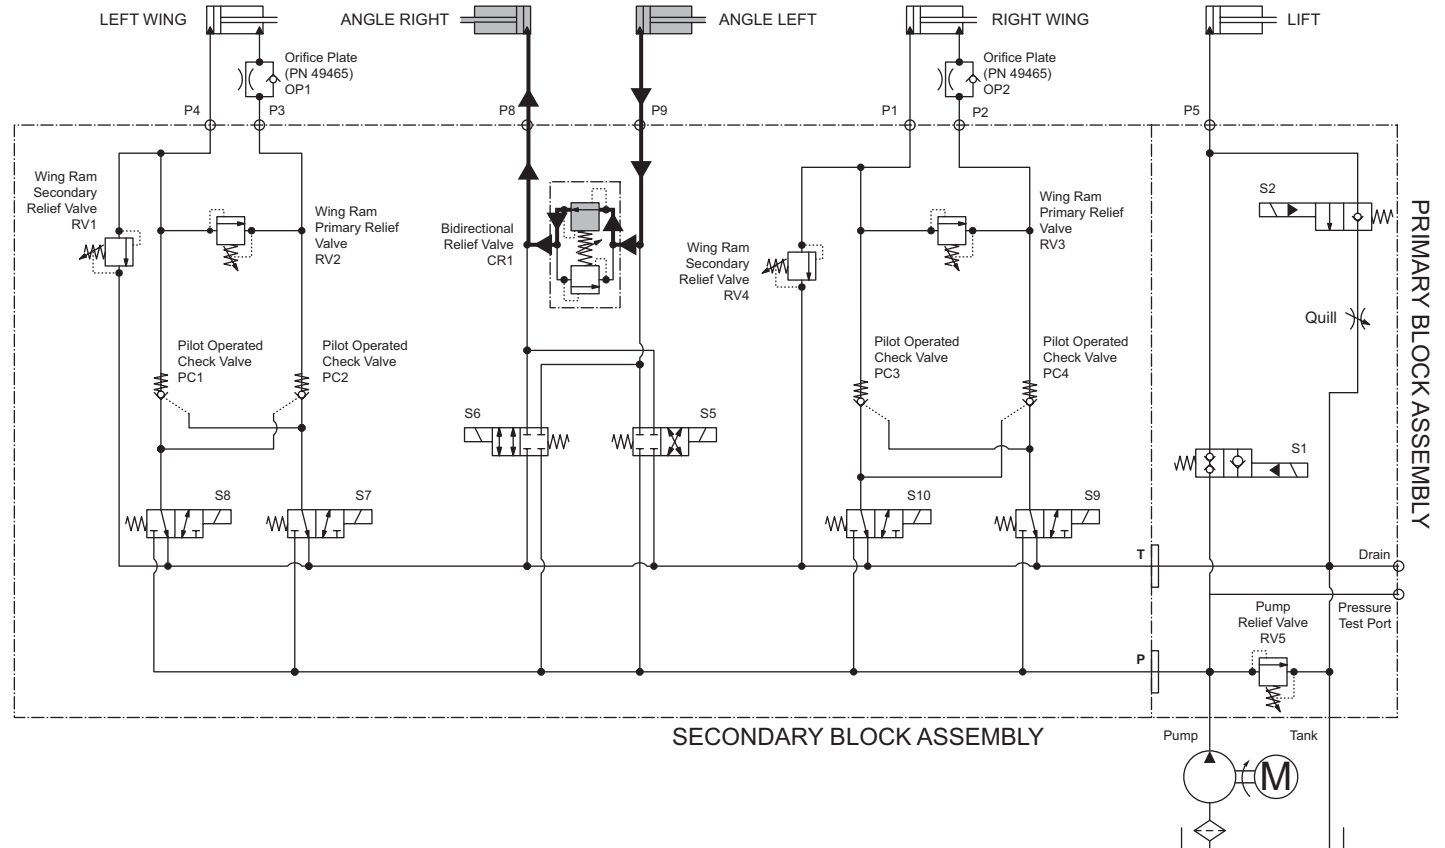 LEFT WING
ANGLE RIGHT
ANGLE LEFT
RIGHT WING
LIFT
Orifice Plate
(PN 49465)
OP1
Orifice Plate
(PN 49465)
OP2
P4
P3
P8
P9
P1
P2
P5
Wing Ram
Secondary
Relief Valve
RV1
Wing Ram
Primary Relief
Valve
RV2
Bidirectional
Relief Valve
CR1
Wing Ram
Secondary
Relief Valve
RV4
Wing Ram
Primary Relief
Valve
RV3
S2
Quill
PRIMARY BLOCK ASSEMBLY
Pilot Operated
Check Valve
PC1
Pilot Operated
Check Valve
PC2
Pilot Operated
Check Valve
PC3
Pilot Operated
Check Valve
PC4
S6
S5
S1
S8
S7
S10
S9
T
Drain
Pressure
Test Port
Pump
Relief Valve
RV5
P
SECONDARY BLOCK ASSEMBLY
Pump
Tank
M